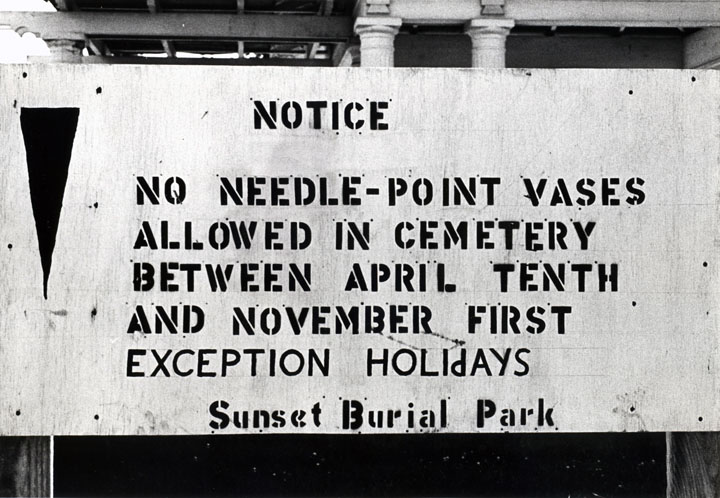 NOTICE
NO NEEDLE-POINT VASES
ALLOWED IN CEMETERY
BETWEEN APRIL TENTH
AND NOVEMBER FIRST
EXCEPTION HOLIdAYS
Sunset Burial Park